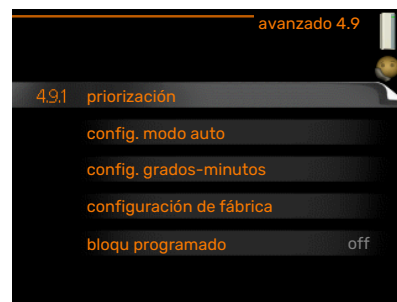 avanzado 4.9
4.9.1 priorización
config. modo auto
config. grados-minutos
configuración de fábrica
bloqu programado off